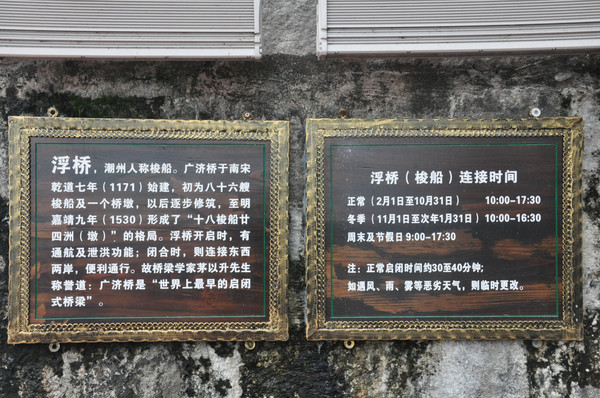 浮桥，潮州人称梭船。广济桥于南宋
乾道七年（1171）始建，初为八十六艘
梭船及一个桥墩，以后逐步修筑，至明
嘉靖九年（1530）形成了“十八梭船廿
四洲（墩）”的格局。浮桥开启时，有
通航及泄洪功能；闭合时，则连接东西
两岸，便利通行。故桥梁学家茅以升先生
称誉道：广济桥是“世界上最早的启闭
式桥梁”。
浮桥（梭船）连接时间
正常（2月1日至10月31日） 10:00-17:30
冬季（11月1日至次年1月31日） 10:00-16:30
周末及节假日 9:00-17:30
注：正常启闭时间约30至40分钟；
如遇风、雨、雾等恶劣天气，则临时更改。